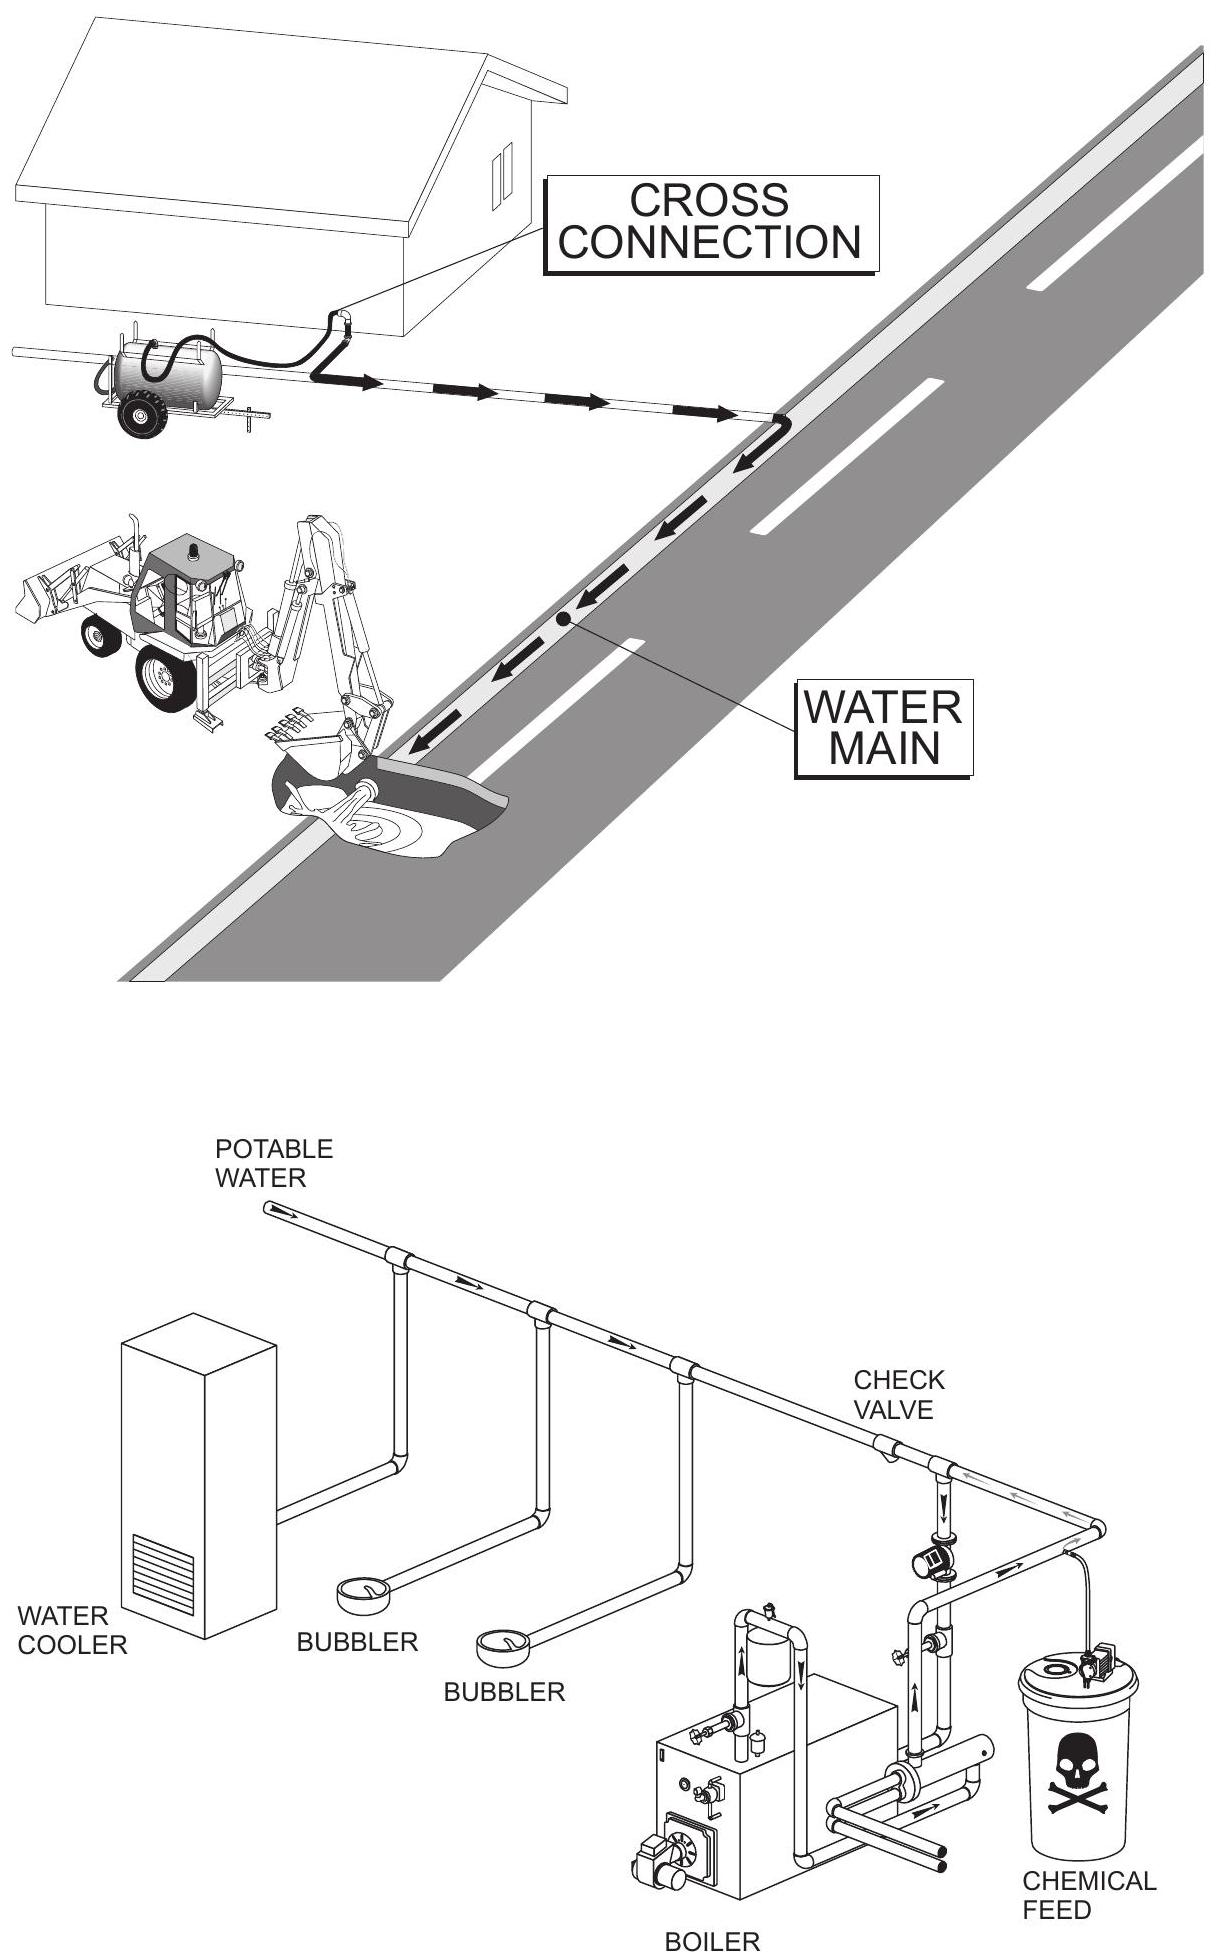 CROSS
CONNECTION
WATER
MAIN
POTABLE
WATER
CHECK
VALVE
WATER
COOLER
BUBBLER
BUBBLER
CHEMICAL
FEED
BOILER